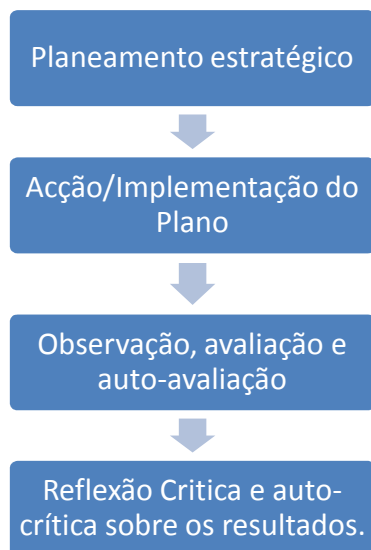 Planeamento estratégico
Acção/Implementação do
Plano
Observação, avaliação e
auto-avaliação
Reflexão Critica e auto-
crítica sobre os resultados.